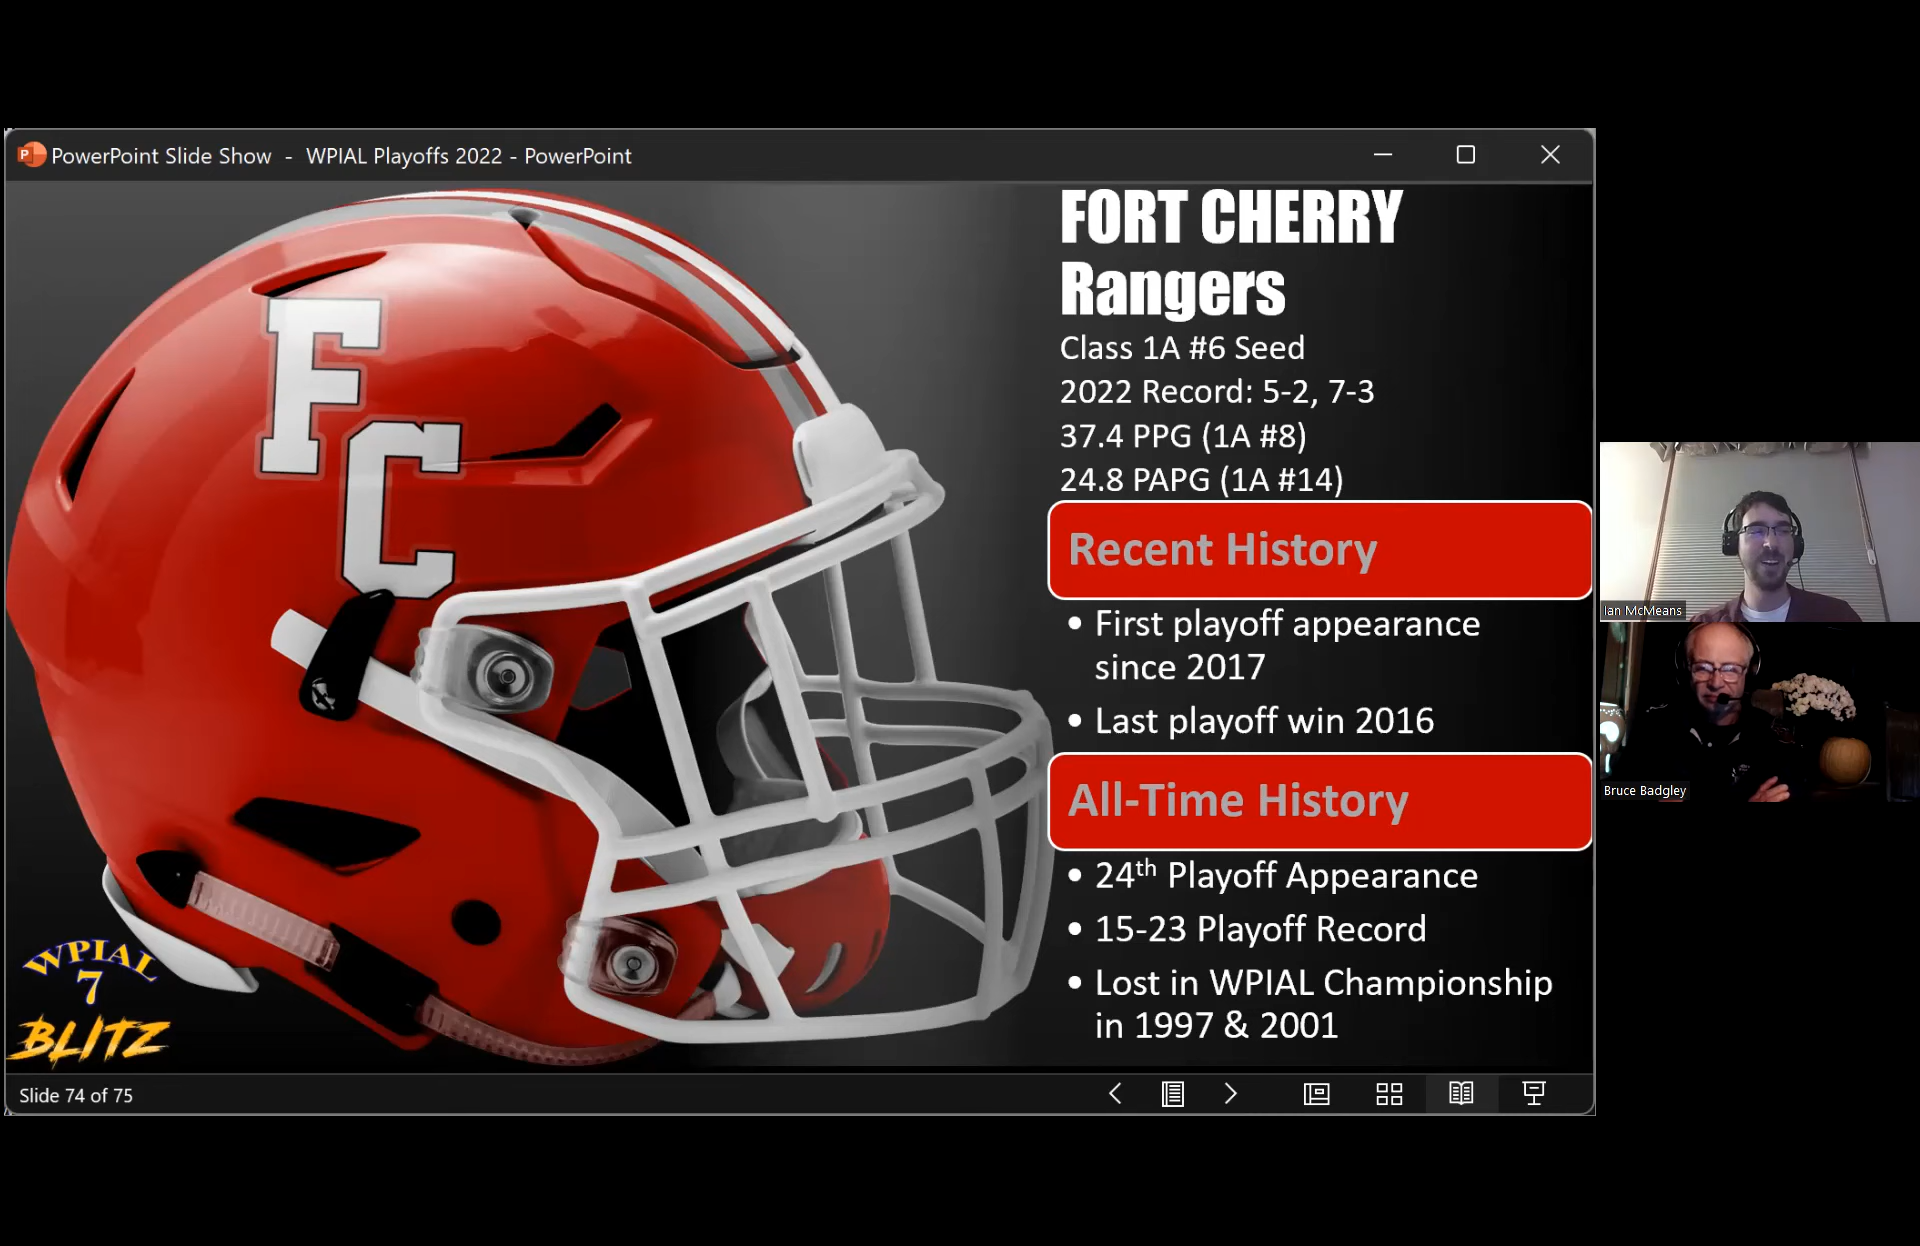 PowerPoint Slide Show - WPIAL Playoffs 2022 - PowerPoint
FORT CHERRY
Rangers
Class 1A #6 Seed
2022 Record: 5-2, 7-3
37.4 PPG (1A #8)
24.8 PAPG (1A #14)
Recent History
• First playoff appearance
since 2017
• Last playoff win 2016
All-Time History
• 24th Playoff Appearance
• 15-23 Playoff Record
• Lost in WPIAL Championship
in 1997 & 2001
F
C
WPIAL
7
BLITZ
Slide 74 of 75
Ian McMeans
Bruce Badgley